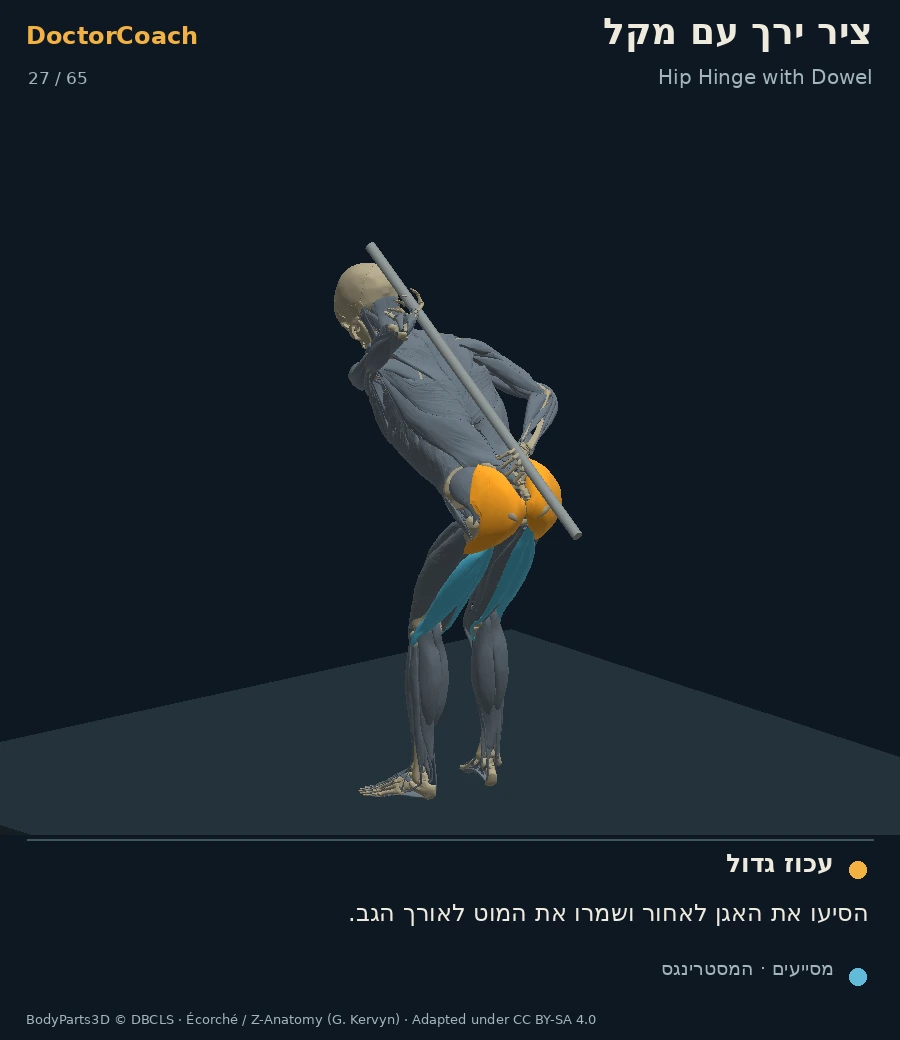 DoctorCoach
ציר ירך עם מקל
27 / 65
Hip Hinge with Dowel
עכוז גדול
הסיעו את האגן לאחור ושמרו את המוט לאורך הגב.
מסייעים · המסטרינגס
BodyParts3D © DBCLS · Écorché / Z-Anatomy (G. Kervyn) · Adapted under CC BY-SA 4.0